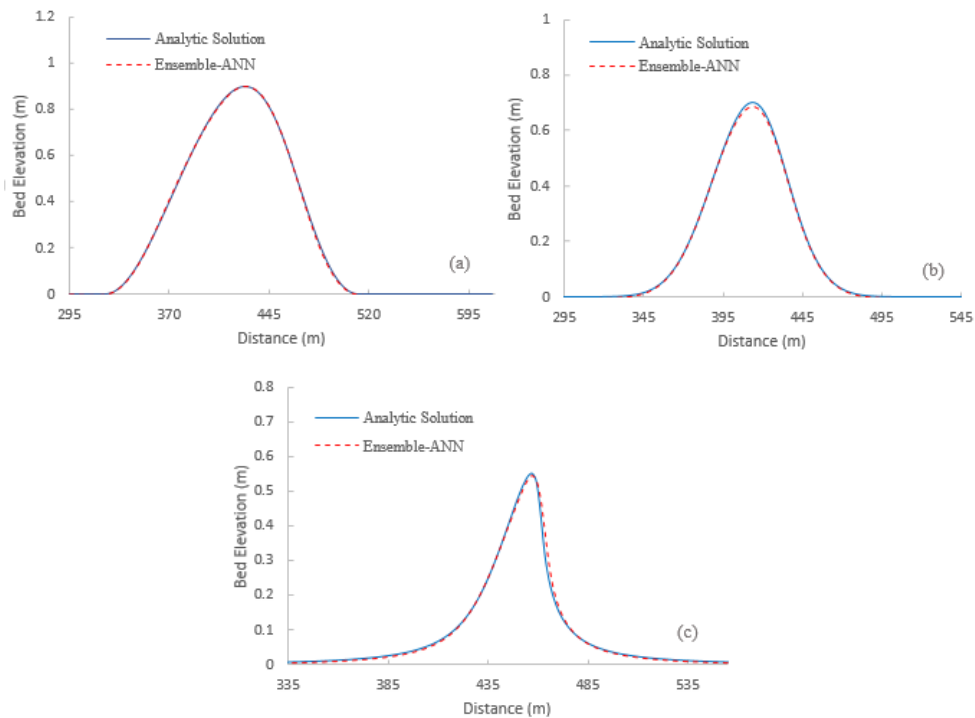 1.2
Analytic Solution
Ensemble-ANN
1
0.8
0.6
0.4
0.2
0
Bed Elevation (m)
(a)
295 370 445 520 595
Distance (m)
1
Analytic Solution
Ensemble-ANN
0.8
0.6
0.4
0.2
0
Bed Elevation (m)
(b)
295 345 395 445 495 545
Distance (m)
0.8
Analytic Solution
0.7
Ensemble-ANN
0.6
0.5
0.4
0.3
0.2
0.1
0
Bed Elevation (m)
(c)
335 385 435 485 535
Distance (m)